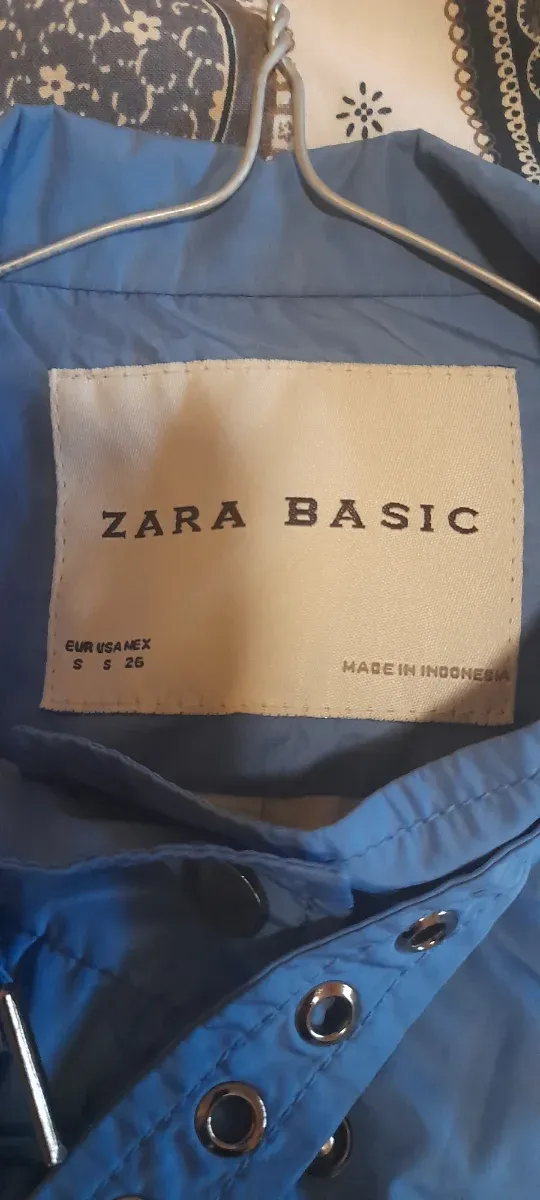 ZARA BASIC
EUR USA MEX
S S 26
MADE IN INDONESIA